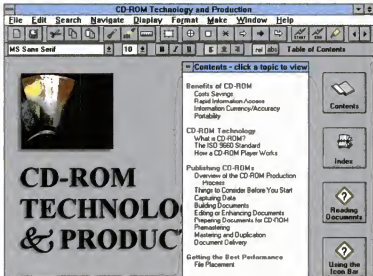 CD-ROM Technology and Production
File Edit Search Navigate Display Format Make Window Help
MS Sans Serif 10 B I U rel abs Table of Contents
Contents - click a topic to view
Benefits of CD-ROM
Costs Savings
Rapid Information Access
Information Currency/Accuracy
Portability
CD-ROM Technology
What is CD-ROM?
The ISO 9660 Standard
How a CD-ROM Player Works
Publishing CD-ROMs
Overview of the CD-ROM Production
Process
Things to Consider Before You Start
Capturing Data
Building Documents
Editing or Enhancing Documents
Preparing Documents for CD-ROM
Premastering
Mastering and Duplication
Document Delivery
Getting the Best Performance
File Placement
CD-ROM
TECHNOLO
& PRODUC
Contents
Index
Reading
Documents
Using the
Icon Bar